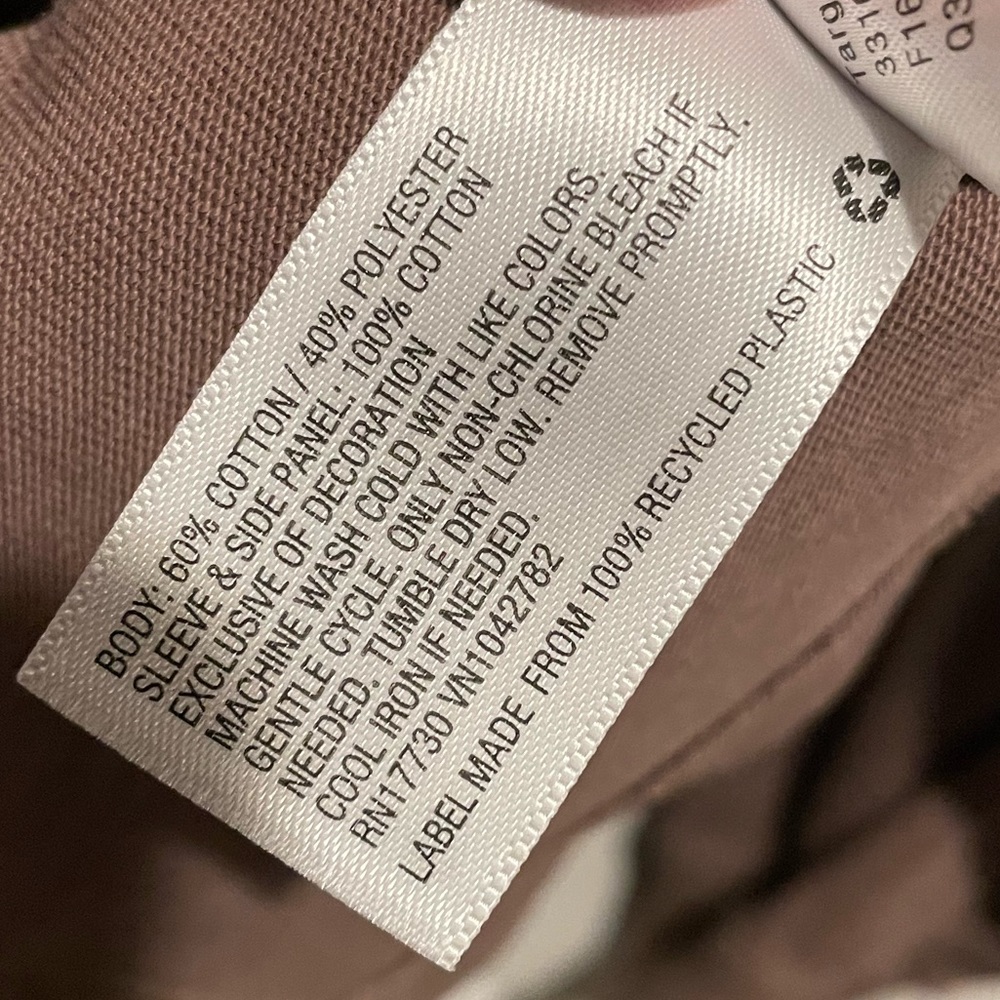 BODY: 60% COTTON / 40% POLYESTER
SLEEVE & SIDE PANEL: 100% COTTON
EXCLUSIVE OF DECORATION
MACHINE WASH COLD WITH LIKE COLORS.
GENTLE CYCLE. ONLY NON-CHLORINE BLEACH IF
NEEDED. TUMBLE DRY LOW. REMOVE PROMPTLY.
COOL IRON IF NEEDED.
RN17730 VN1042782
LABEL MADE FROM 100% RECYCLED PLASTIC